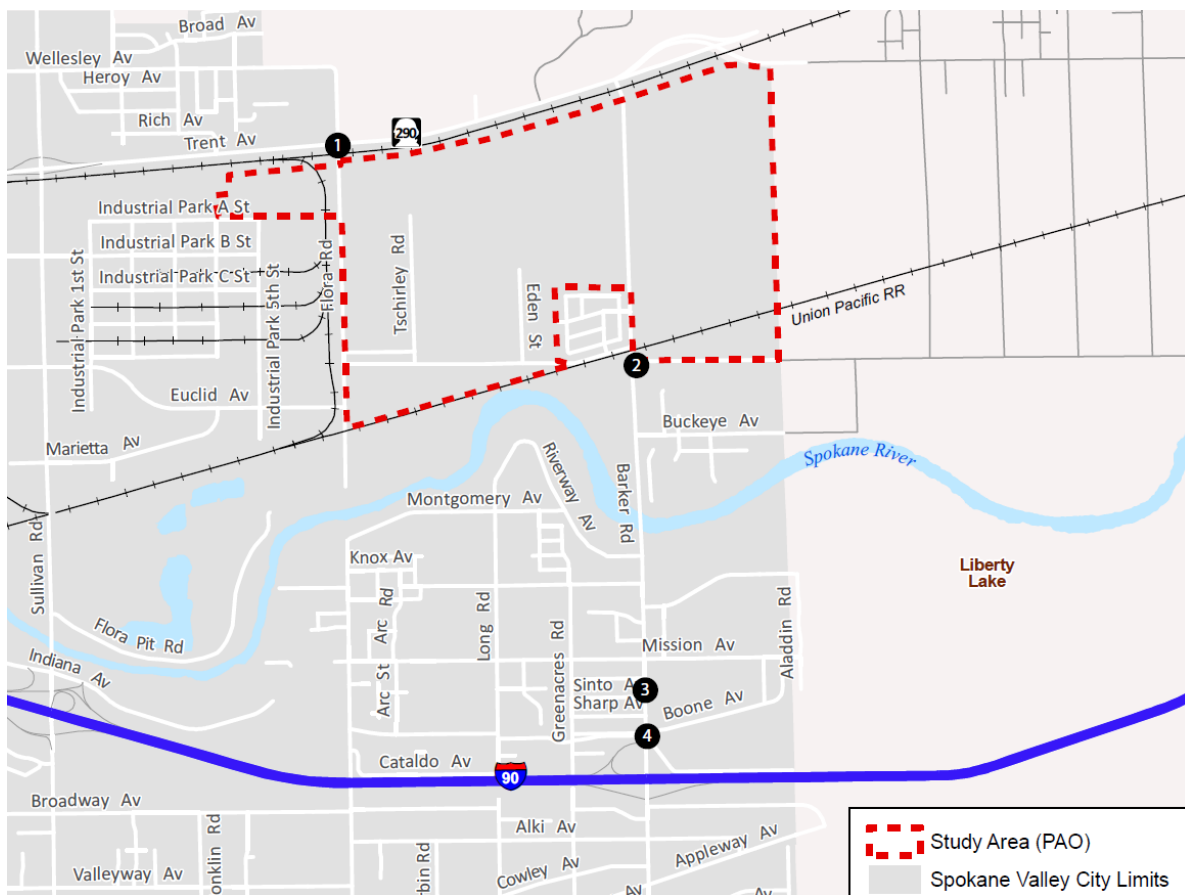 Broad Av
Wellesley Av
Heroy Av
Rich Av
Trent Av
1
290
Industrial Park A St
Industrial Park B St
Industrial Park C St
Industrial Park 1st St
Industrial Park 5th St
Flora Rd
Tschirley Rd
Eden St
Union Pacific RR
2
Euclid Av
Marietta Av
Buckeye Av
Spokane River
Sullivan Rd
Montgomery Av
Riverway Av
Barker Rd
Knox Av
Liberty
Lake
Flora Pit Rd
Indiana Av
Arc St
Arc Rd
Long Rd
Greenacres Rd
Mission Av
Aladdin Rd
Sinto A
3
Sharp Av
Boone Av
4
Cataldo Av
90
Broadway Av
Alki Av
Appleway Av
Cowley Av
Valleyway Av
onklin Rd
rbin Rd
Study Area (PAO)
Spokane Valley City Limits